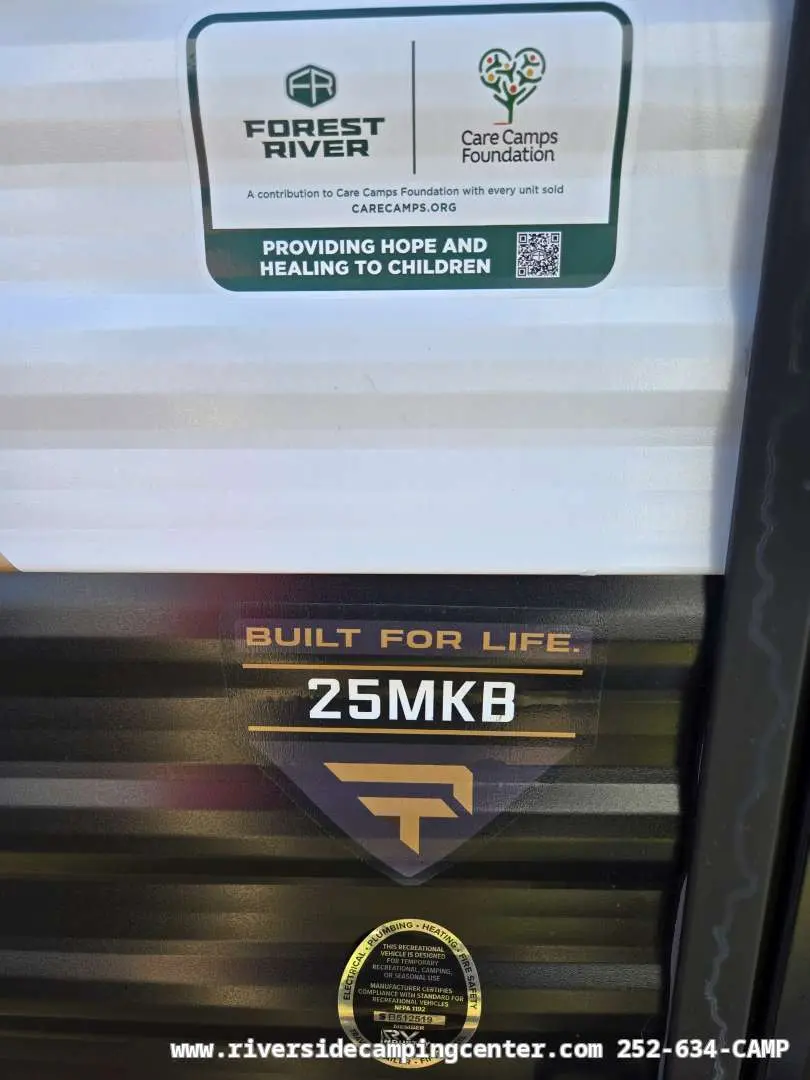 FR
FOREST
RIVER
Care Camps
Foundation
A contribution to Care Camps Foundation with every unit sold
CARECAMPS.ORG
PROVIDING HOPE AND
HEALING TO CHILDREN
BUILT FOR LIFE.
25MKB
ELECTRICAL • PLUMBING • HEATING • FIRE SAFETY
THIS RECREATIONAL
VEHICLE IS DESIGNED
FOR TEMPORARY
RECREATIONAL, CAMPING,
OR SEASONAL USE
MANUFACTURER CERTIFIES
COMPLIANCE WITH STANDARD FOR
RECREATIONAL VEHICLES
NFPA 1192
MEMBER
RV
www.riversidecampingcenter.com 252-634-CAMP